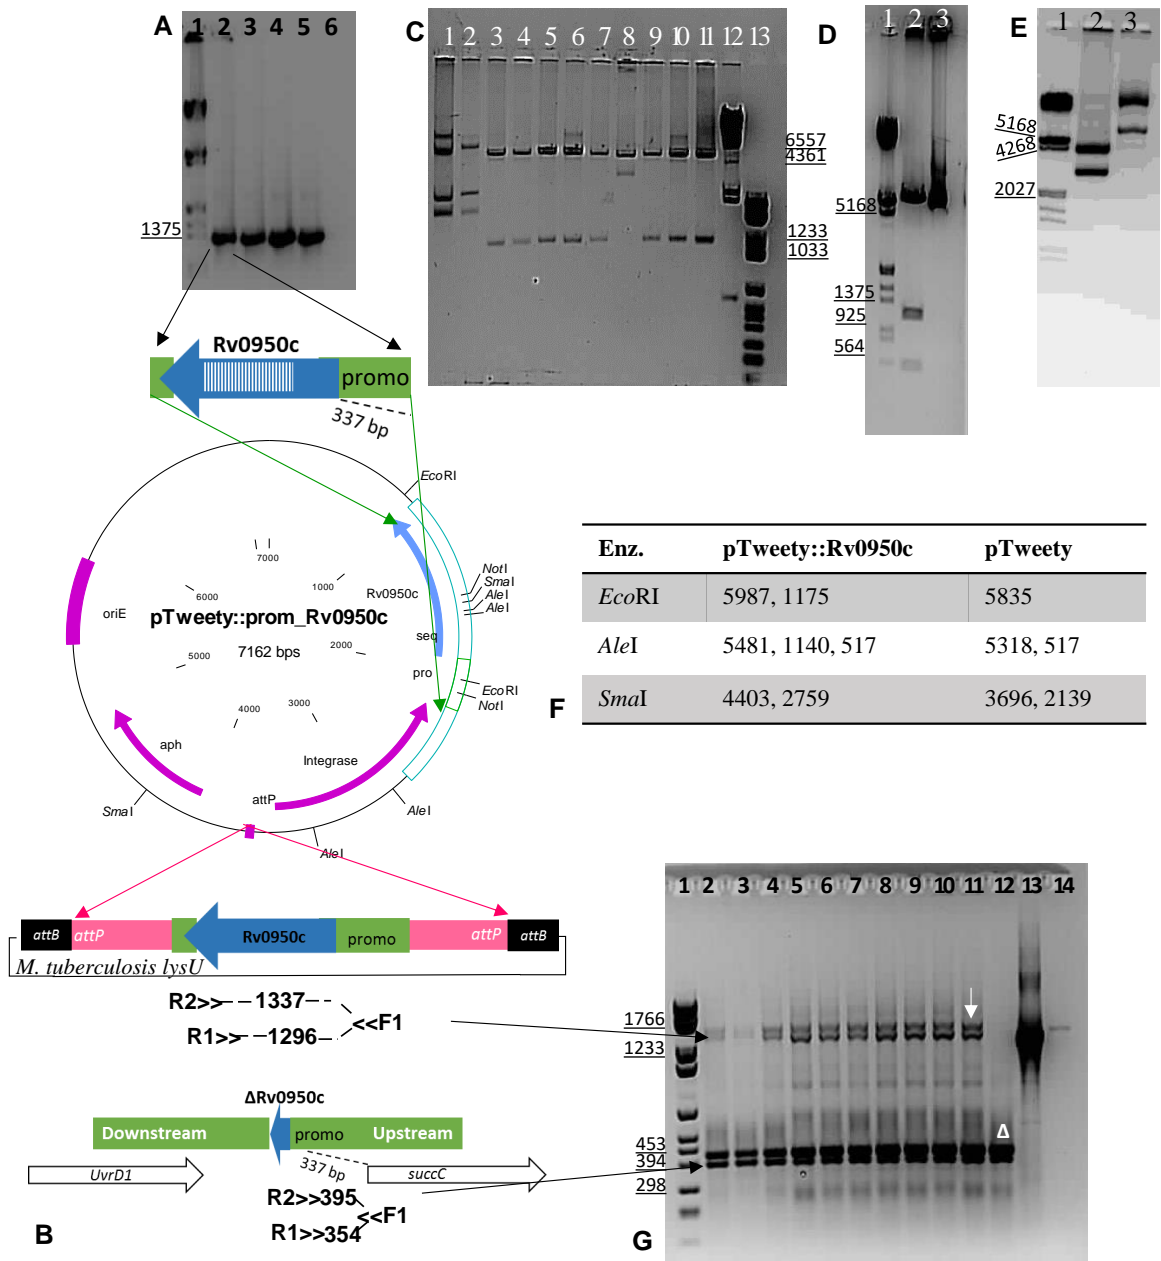 A
1 2 3 4 5 6
1375
C
1 2 3 4 5 6 7 8 9 10 11 12 13
6557
4361
1233
1033
D
1 2 3
5168
1375
925
564
E
1 2 3
5168
4268
2027
Rv0950c
promo
337 bp
EcoRI
7000
1000
6000
NotI
SmaI
AleI
AleI
Rv0950c
oriE
pTweety::prom_Rv0950c
7162 bps
seq
2000
5000
pro
EcoRI
NotI
4000
3000
aph
Integrase
attP
SmaI
AleI
AleI
F
Enz. pTweety::Rv0950c pTweety
EcoRI 5987, 1175 5835
AleI 5481, 1140, 517 5318, 517
SmaI 4403, 2759 3696, 2139
attB attP Rv0950c promo attP attB
M. tuberculosis lysU
R2>> 1337
<<F1
R1>> 1296
ΔRv0950c
Downstream promo Upstream
337 bp
UvrD1 succC
R2>>395
<<F1
R1>>354
B
1 2 3 4 5 6 7 8 9 10 11 12 13 14
1766
1233
Δ
453
394
298
G